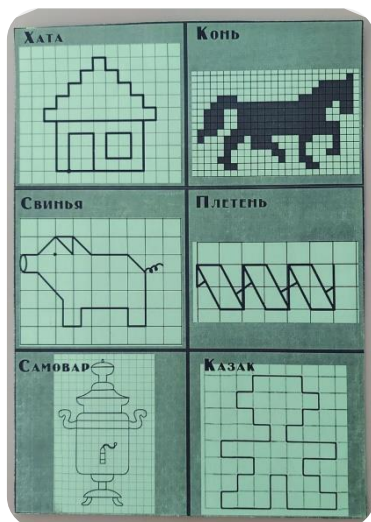 Хата
Конь
Свинья
Плетень
Самовар
Казак